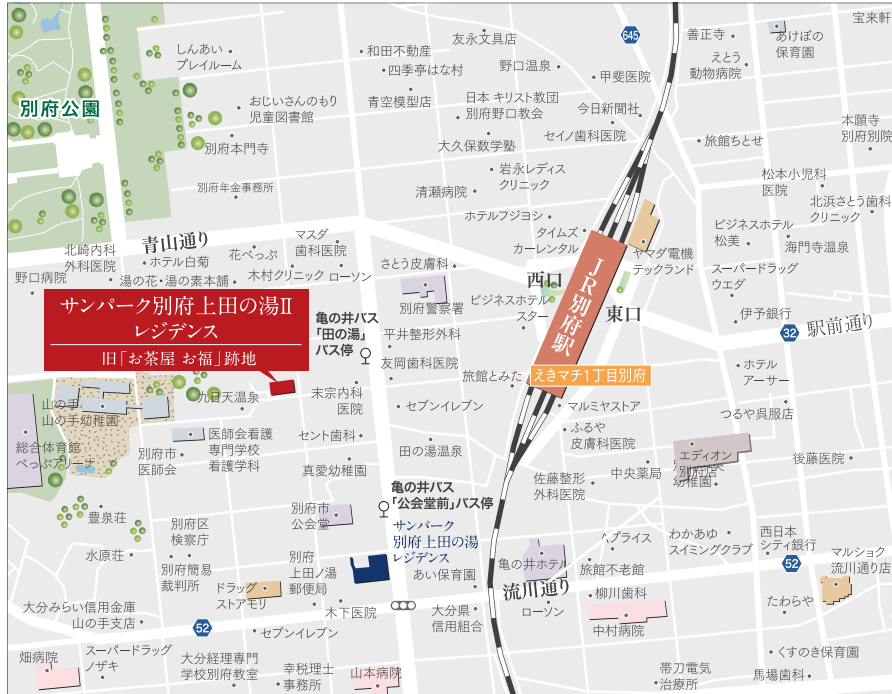 別府公園
しんあい
プレイルーム
和田不動産
四季亭はな村
青空模型店
おじいさんのもり
児童図書館
別府本門寺
別府年金事務所
友永文具店
野口温泉
日本 キリスト教団
別府野口教会
大久保数学塾
岩永レディス
クリニック
清瀬病院
ホテルフジヨシ
645
甲斐医院
今日新聞社
セイノ歯科医院
善正寺
えとう
動物病院
あけぼの
保育園
宝来軒
旅館ちとせ
本願寺
別府別院
松本小児科
医院
北浜さとう歯科
クリニック
ビジネスホテル
松美
海門寺温泉
スーパードラッグ
ウエダ
伊予銀行
32
駅前通り
青山通り
北崎内科
外科医院
ホテル白菊
花べっぷ
マスダ
歯科医院
野口病院
湯の花・湯の素本舗
木村クリニック
ローソン
さとう皮膚科
別府警察署
タイムズ
カーレンタル
ヤマダ電機
テックランド
西口
JR別府駅
東口
ビジネスホテル
スター
えきマチ1丁目別府
サンパーク別府上田の湯Ⅱ
レジデンス
旧「お茶屋 お福」跡地
亀の井バス
「田の湯」
バス停
平井整形外科
友岡歯科医院
旅館とみた
末宗内科
医院
セブンイレブン
マルミヤストア
ふるや
皮膚科医院
ホテル
アーサー
つるや呉服店
山の手
山の手幼稚園
九日天温泉
総合体育館
べっぷアリーナ
別府市
医師会
医師会看護
専門学校
看護学科
セント歯科
真愛幼稚園
田の湯温泉
佐藤整形
外科医院
中央薬局
エディオン
別府店
幼稚園
後藤医院
亀の井バス
「公会堂前」バス停
別府市
公会堂
サンパーク
別府上田の湯
レジデンス
豊泉荘
水原荘
別府区
検察庁
別府簡易
裁判所
別府
上田ノ湯
郵便局
ドラッグ
ストアモリ
木下医院
あい保育園
大分県
信用組合
亀の井ホテル
流川通り
ローソン
ヘブライス
旅館不老館
柳川歯科
中村病院
わかあゆ
スイミングクラブ
西日本
シティ銀行
52
マルショク
流川通り店
たわらや
くすのき保育園
馬場歯科
帯刀電気
治療所
大分みらい信用金庫
山の手支店
52
セブンイレブン
畑病院
スーパードラッグ
ノザキ
大分経理専門
学校別府教室
幸税理士
事務所
山本病院